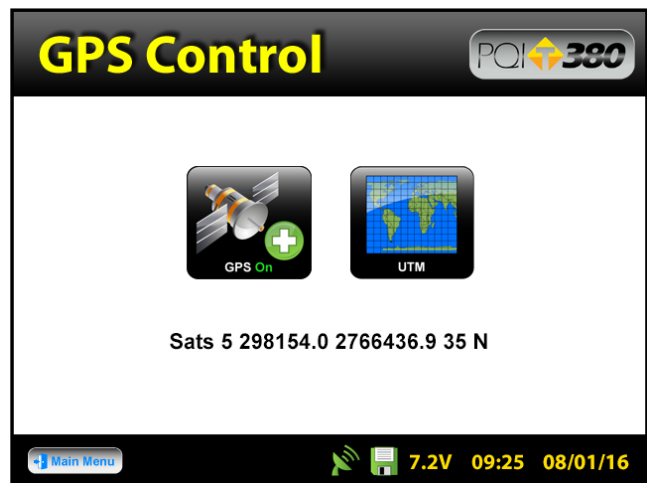 GPS Control
PQI T 380
GPS On
UTM
Sats 5 298154.0 2766436.9 35 N
Main Menu
7.2V 09:25 08/01/16